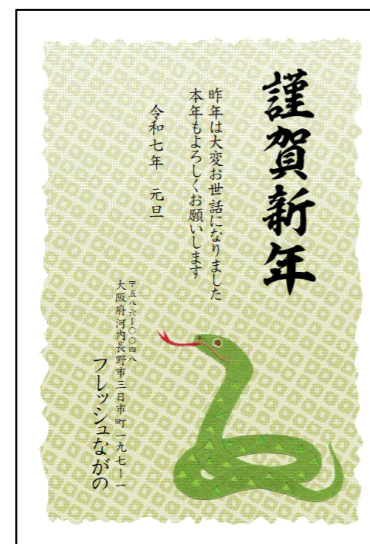 謹賀新年
昨年は大変お世話になりました
本年もよろしくお願いします
令和七年　元旦
〒五八六ー〇〇四八
大阪府河内長野市三日市町一九七ー一
フレッシュながの